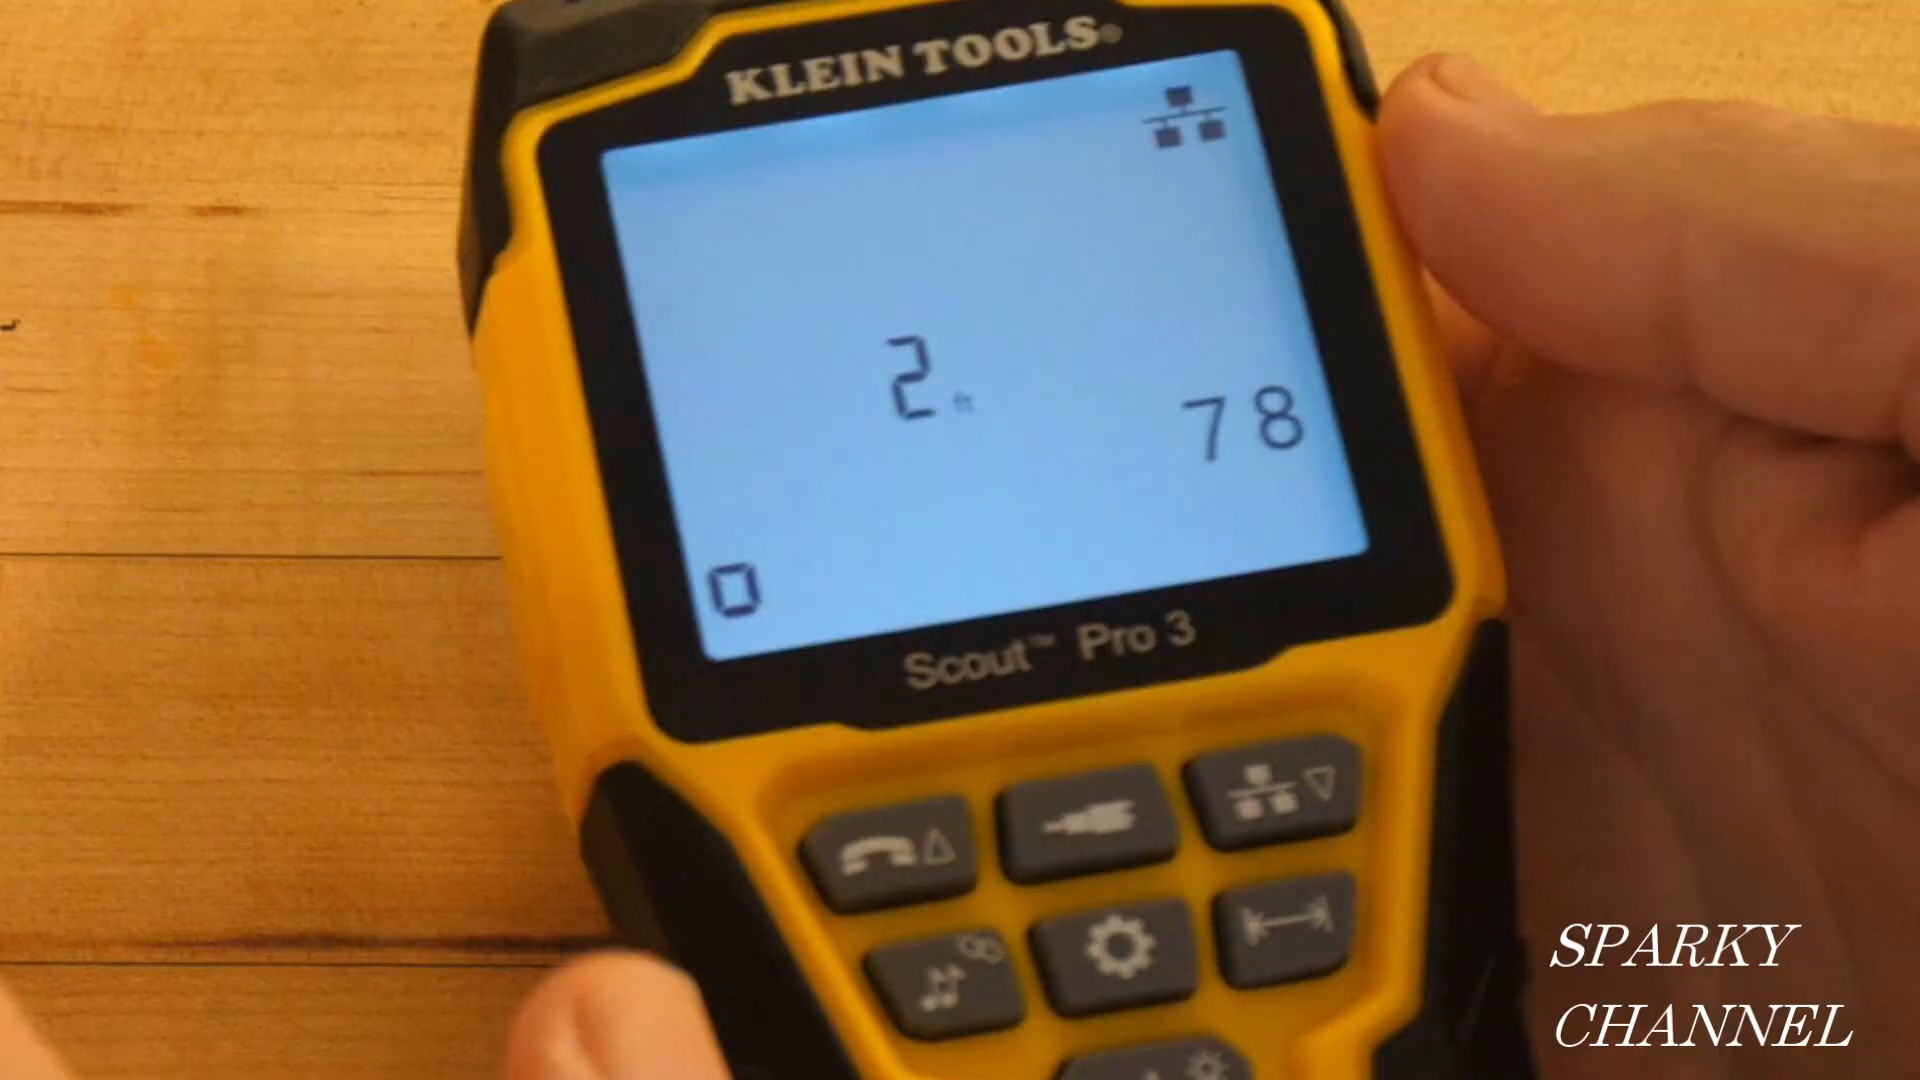 KLEIN TOOLS®
2 ft
78
0
Scout™ Pro 3
SPARKY
CHANNEL